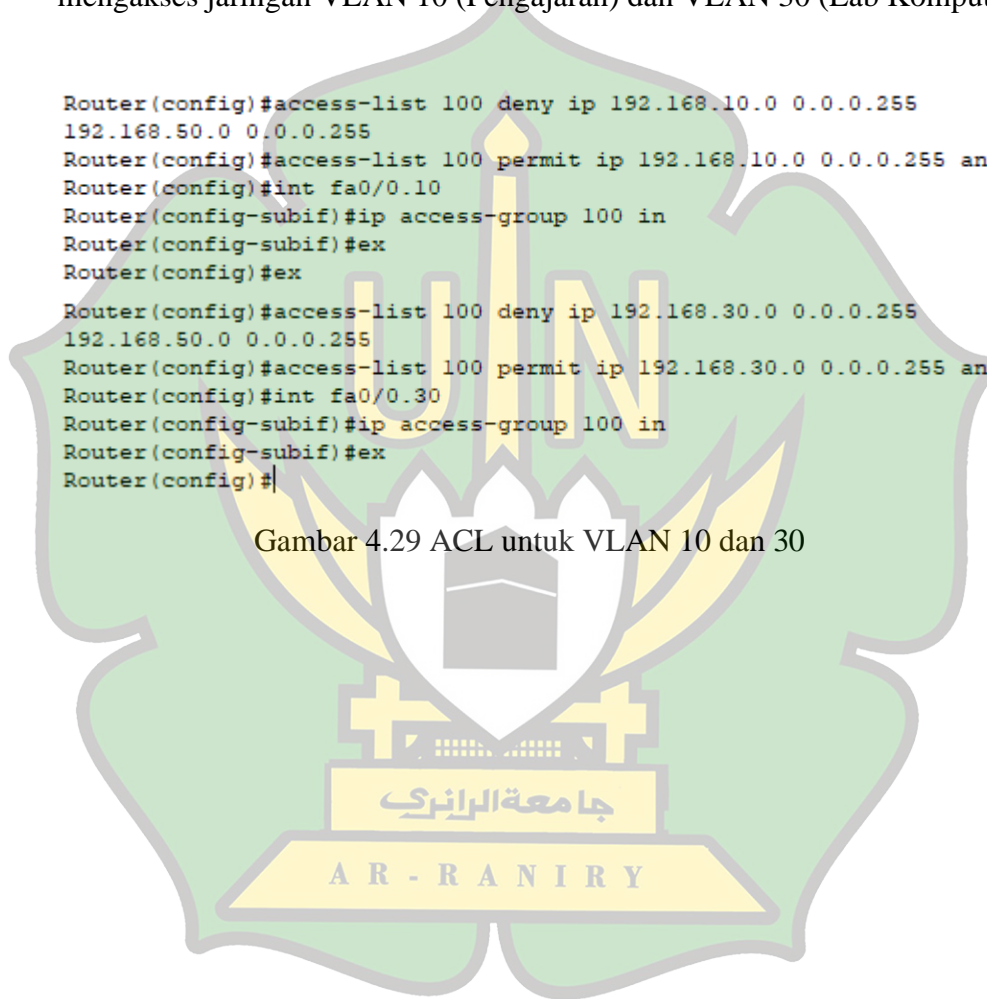 mengakses jaringan VLAN 10 (Pengajaran) dan VLAN 30 (Lab
Router(config)#access-list 100 deny ip 192.168.10.0 0.0.0.255
192.168.50.0 0.0.0.255
Router(config)#access-list 100 permit ip 192.168.10.0 0.0.0.255 an
Router(config)#int fa0/0.10
Router(config-subif)#ip access-group 100 in
Router(config-subif)#ex
Router(config)#ex
Router(config)#access-list 100 deny ip 192.168.30.0 0.0.0.255
192.168.50.0 0.0.0.255
Router(config)#access-list 100 permit ip 192.168.30.0 0.0.0.255 an
Router(config)#int fa0/0.30
Router(config-subif)#ip access-group 100 in
Router(config-subif)#ex
Router(config)#
Gambar 4.29 ACL untuk VLAN 10 dan 30
UIN
جامعةالرانري
AR-RANIRY